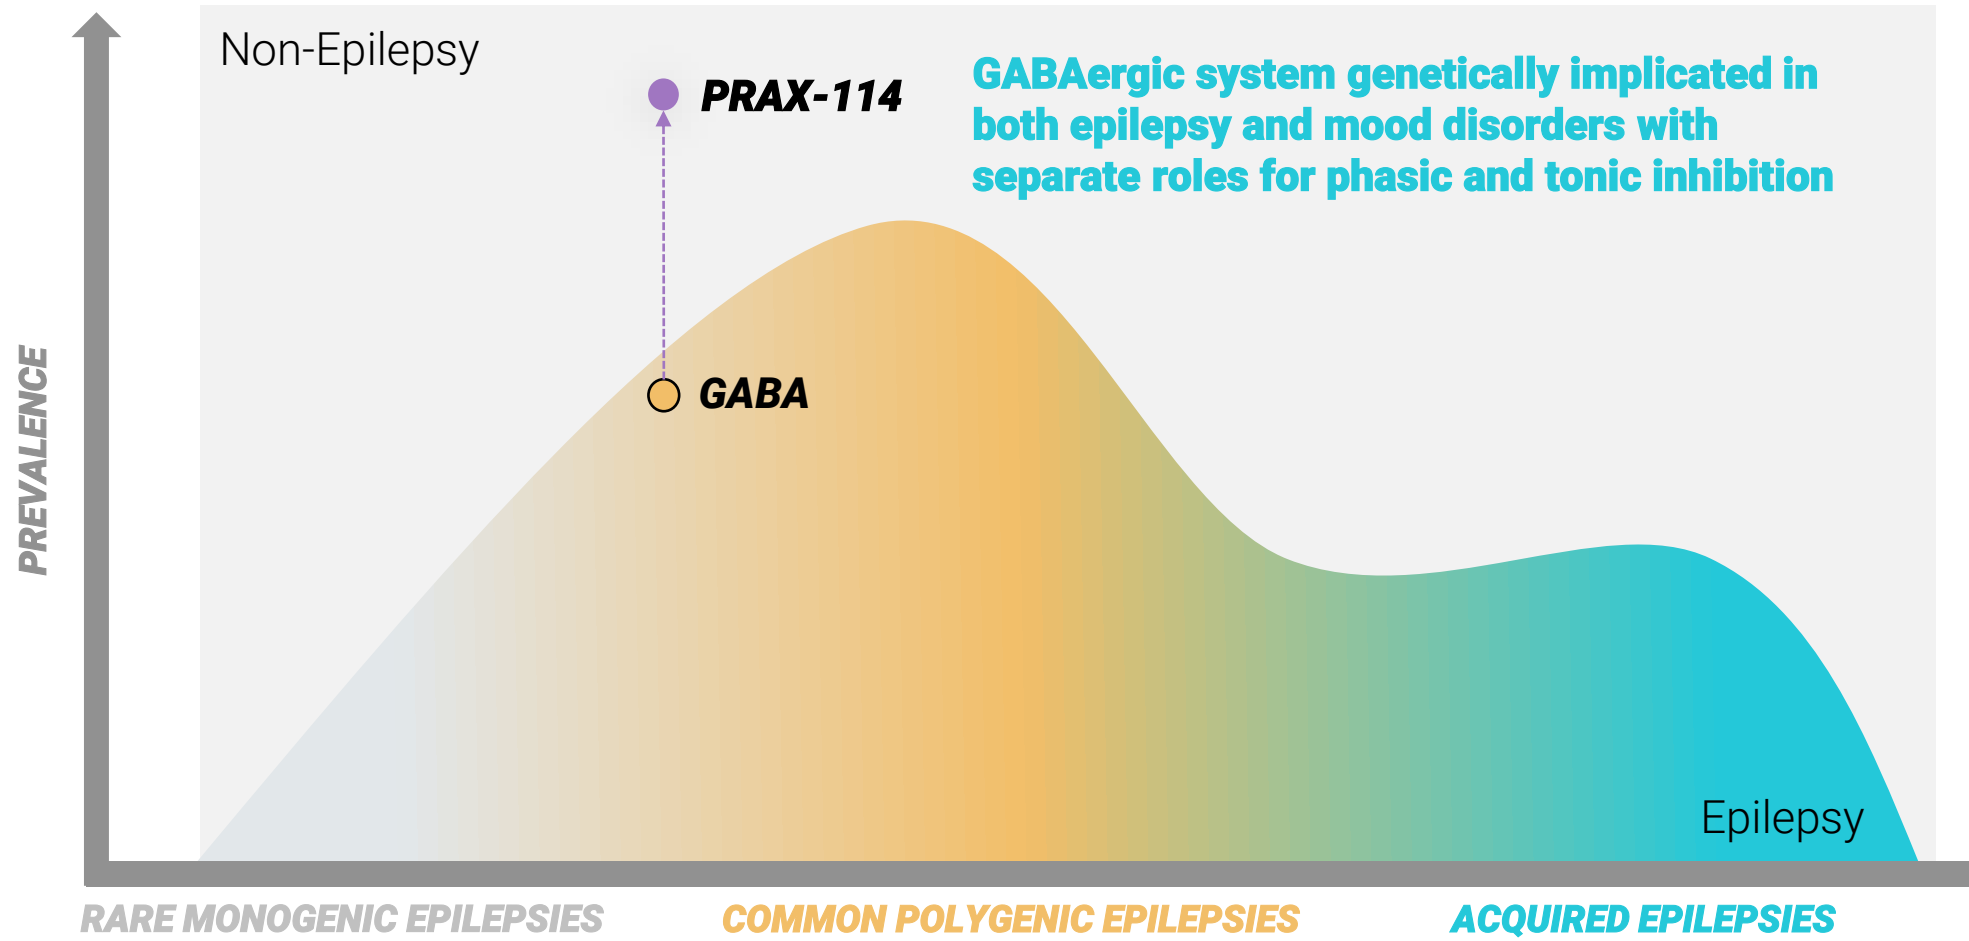 Non-Epilepsy
PRAX-114
GABAergic system genetically implicated in
both epilepsy and mood disorders with
separate roles for phasic and tonic inhibition
GABA
PREVALENCE
Epilepsy
RARE MONOGENIC EPILEPSIES
COMMON POLYGENIC EPILEPSIES
ACQUIRED EPILEPSIES